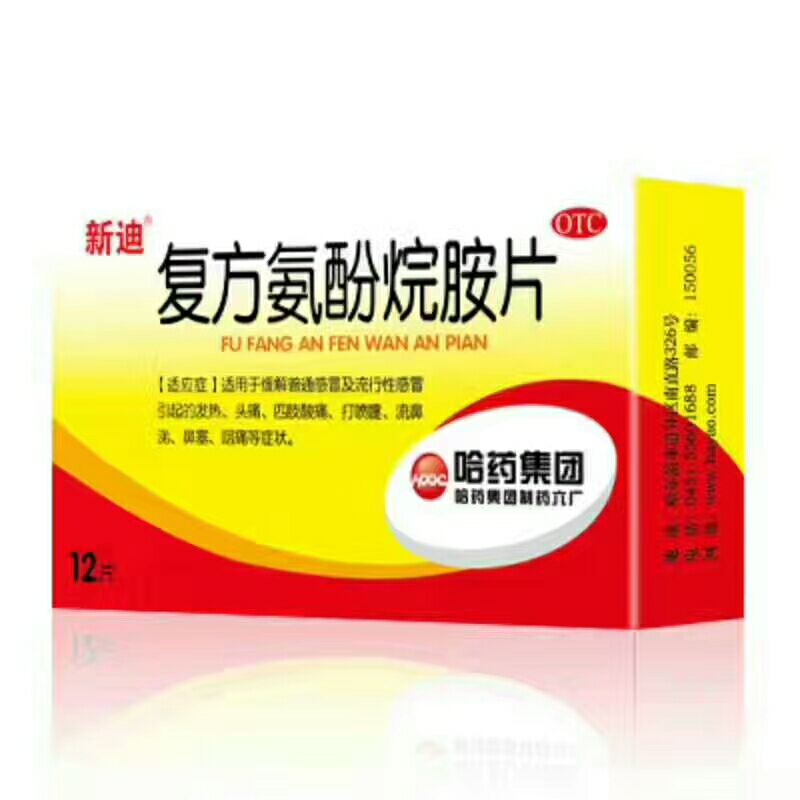 新迪®
OTC
复方氨酚烷胺片
FU FANG AN FEN WAN AN PIAN
【适应症】适用于缓解普通感冒及流行性感冒
引起的发热、头痛、四肢酸痛、打喷嚏、流鼻
涕、鼻塞、咽痛等症状。
哈药集团
哈药集团制药六厂
12片
邮 编: 150056